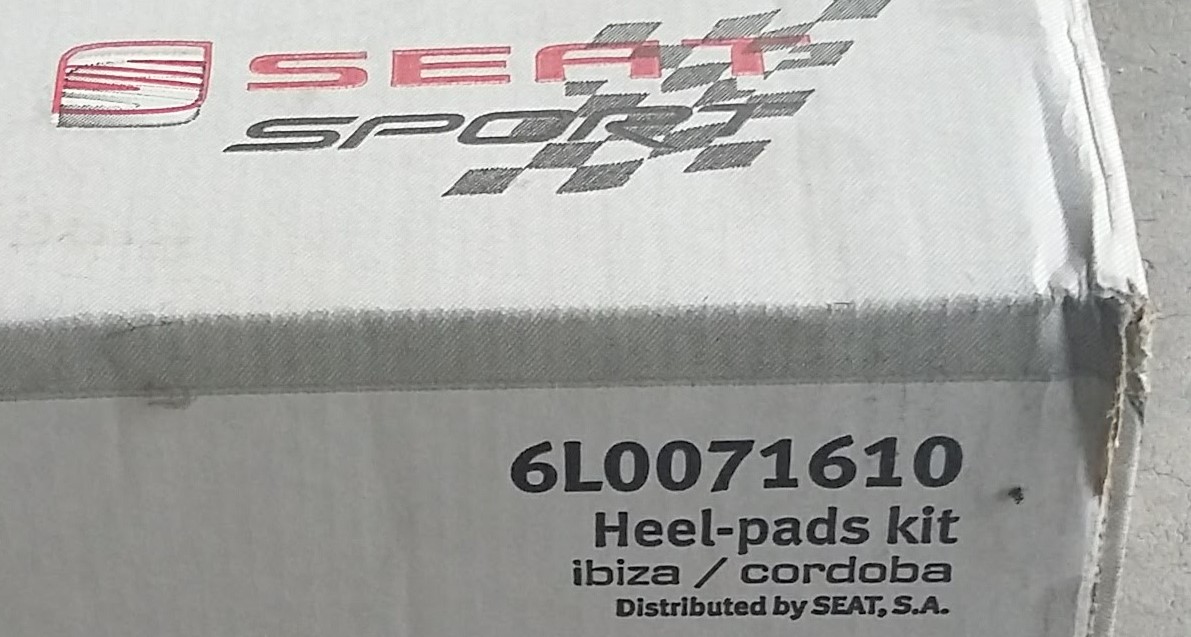 SEAT
SPORT
6L0071610
Heel-pads kit
ibiza / cordoba
Distributed by SEAT, S.A.